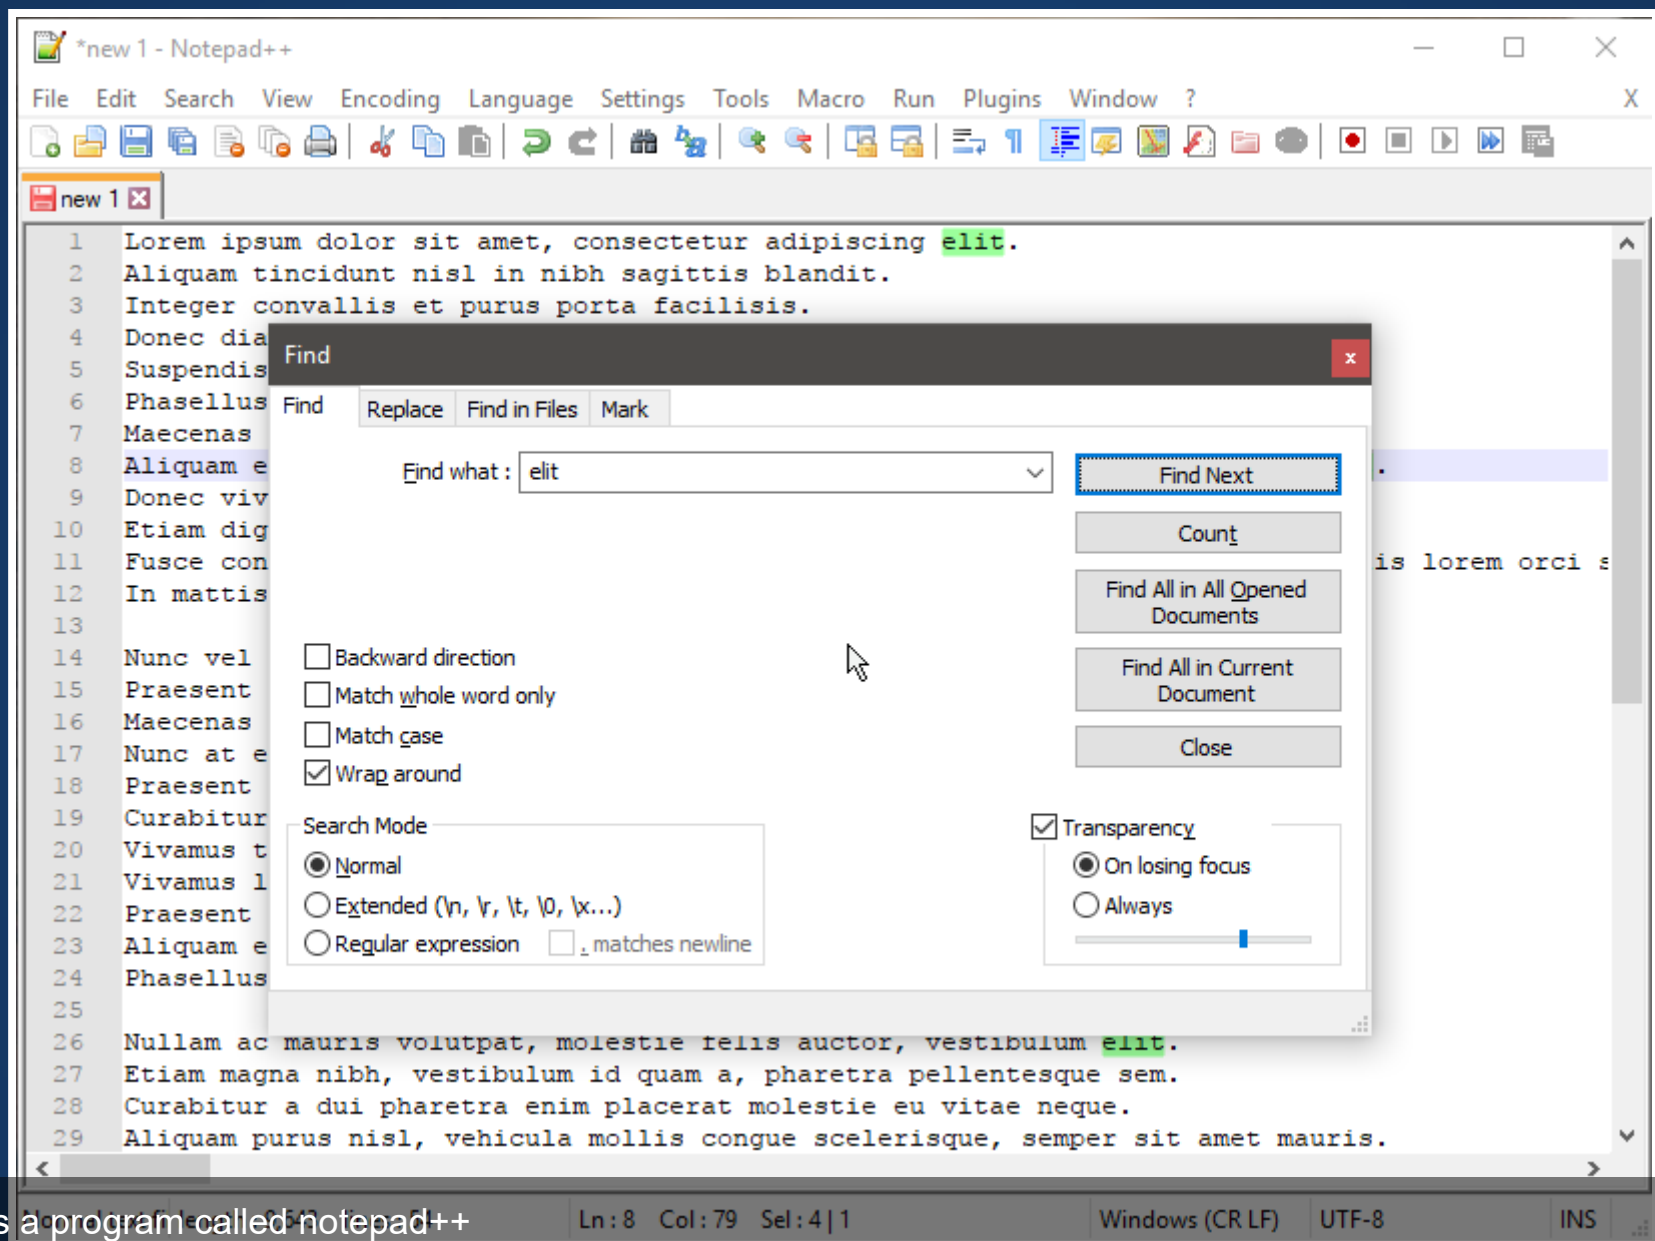 *new 1 - Notepad++
File Edit Search View Encoding Language Settings Tools Macro Run Plugins Window ? X
new 1
1 Lorem ipsum dolor sit amet, consectetur adipiscing elit.
2 Aliquam tincidunt nisl in nibh sagittis blandit.
3 Integer convallis et purus porta facilisis.
4 Donec dia
5 Suspendis
6 Phasellus
7 Maecenas
8 Aliquam e .
9 Donec viv
10 Etiam dig
11 Fusce con is lorem orci s
12 In mattis
13
14 Nunc vel
15 Praesent
16 Maecenas
17 Nunc at e
18 Praesent
19 Curabitur
20 Vivamus t
21 Vivamus l
22 Praesent
23 Aliquam e
24 Phasellus
25
26 Nullam ac mauris volutpat, molestie felis auctor, vestibulum elit.
27 Etiam magna nibh, vestibulum id quam a, pharetra pellentesque sem.
28 Curabitur a dui pharetra enim placerat molestie eu vitae neque.
29 Aliquam purus nisl, vehicula mollis congue scelerisque, semper sit amet mauris.
Find x
Find Replace Find in Files Mark
Find what : elit
Find Next
Count
Find All in All Opened
Documents
Find All in Current
Document
Close
Backward direction
Match whole word only
Match case
Wrap around
Search Mode
Normal
Extended (\n, \r, \t, \0, \x...)
Regular expression . matches newline
Transparency
On losing focus
Always
s a program called notepad++
Ln : 8 Col : 79 Sel : 4 | 1 Windows (CR LF) UTF-8 INS